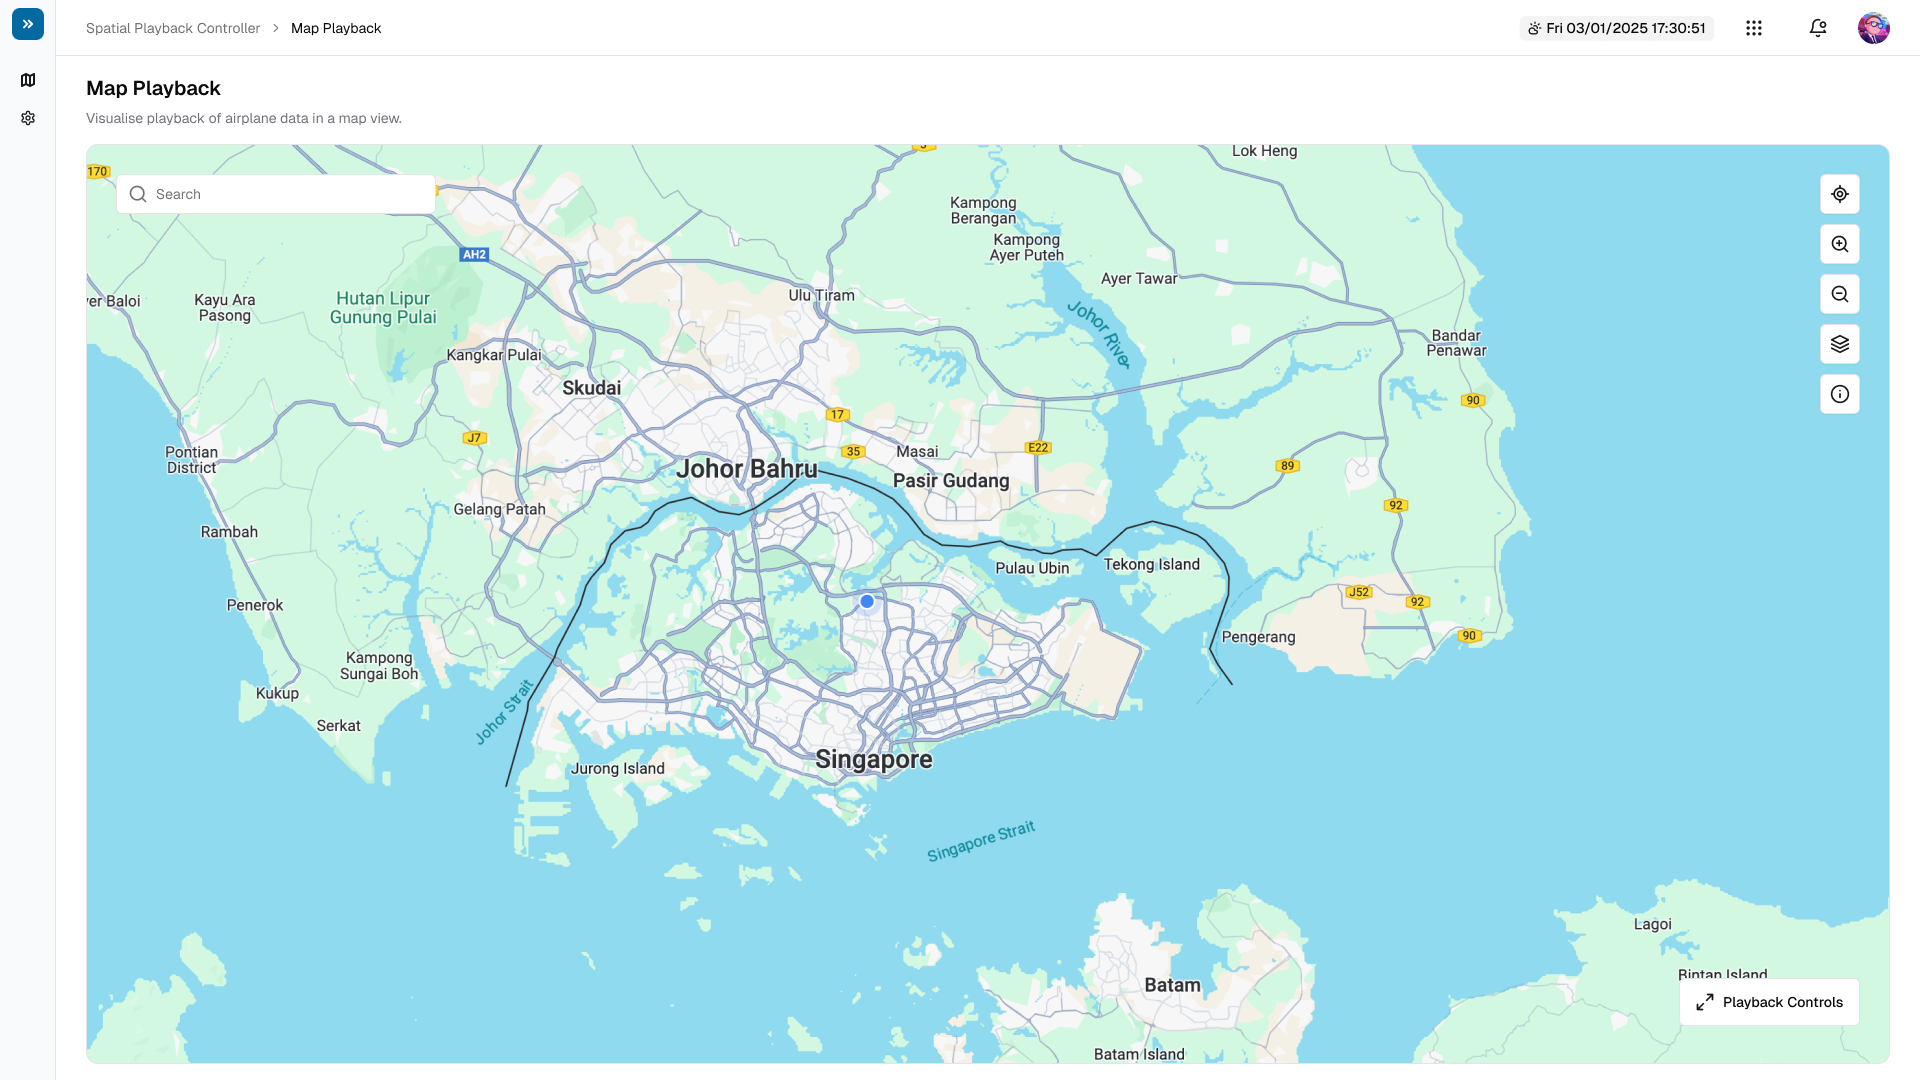 Spatial Playback Controller
Map Playback
Fri 03/01/2025 17:30:51
Map Playback
Visualise playback of airplane data in a map view.
Lok Heng
170
Search
Kampong
Berangan
Kampong
Ayer Puteh
AH2
Ayer Tawar
Ulu Tiram
Hutan Lipur
Gunung Pulai
Kayu Ara
Pasong
er Baloi
Johor River
Bandar
Penawar
Kangkar Pulai
Skudai
90
17
J7
35
Masai
E22
Pontian
District
Johor Bahru
89
Pasir Gudang
92
Gelang Patah
Rambah
Pulau Ubin
Tekong Island
J52
92
Penerok
90
Pengerang
Kampong
Sungai Boh
Kukup
Johor Strait
Serkat
Singapore
Jurong Island
Singapore Strait
Lagoi
Bintan Island
Batam
Playback Controls
Batam Island